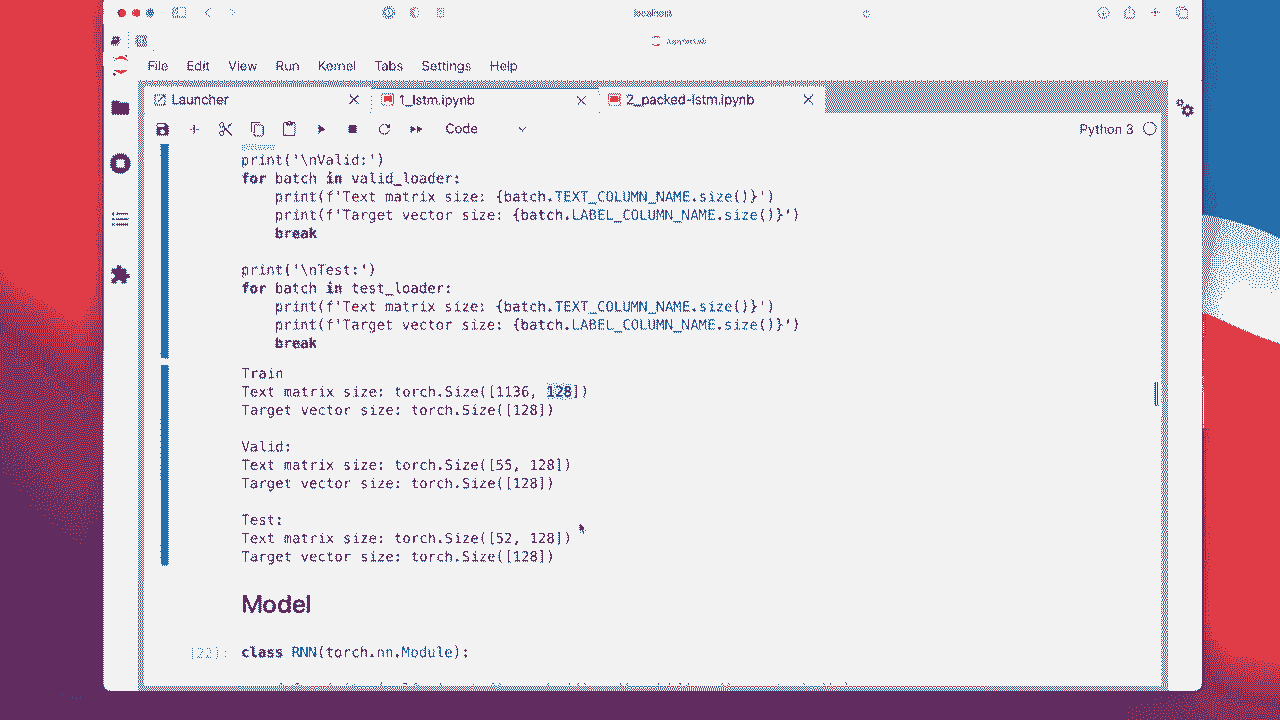 localhost
JupyterLab
File Edit View Run Kernel Tabs Settings Help
Launcher 1_lstm.ipynb 2_packed-lstm.ipynb
Code Python 3
print('\nValid:')
for batch in valid_loader:
print(f'Text matrix size: {batch.TEXT_COLUMN_NAME.size()}')
print(f'Target vector size: {batch.LABEL_COLUMN_NAME.size()}')
break
print('\nTest:')
for batch in test_loader:
print(f'Text matrix size: {batch.TEXT_COLUMN_NAME.size()}')
print(f'Target vector size: {batch.LABEL_COLUMN_NAME.size()}')
break
Train
Text matrix size: torch.Size([1136, 128])
Target vector size: torch.Size([128])
Valid:
Text matrix size: torch.Size([55, 128])
Target vector size: torch.Size([128])
Test:
Text matrix size: torch.Size([52, 128])
Target vector size: torch.Size([128])
Model
[22]: class RNN(torch.nn.Module):